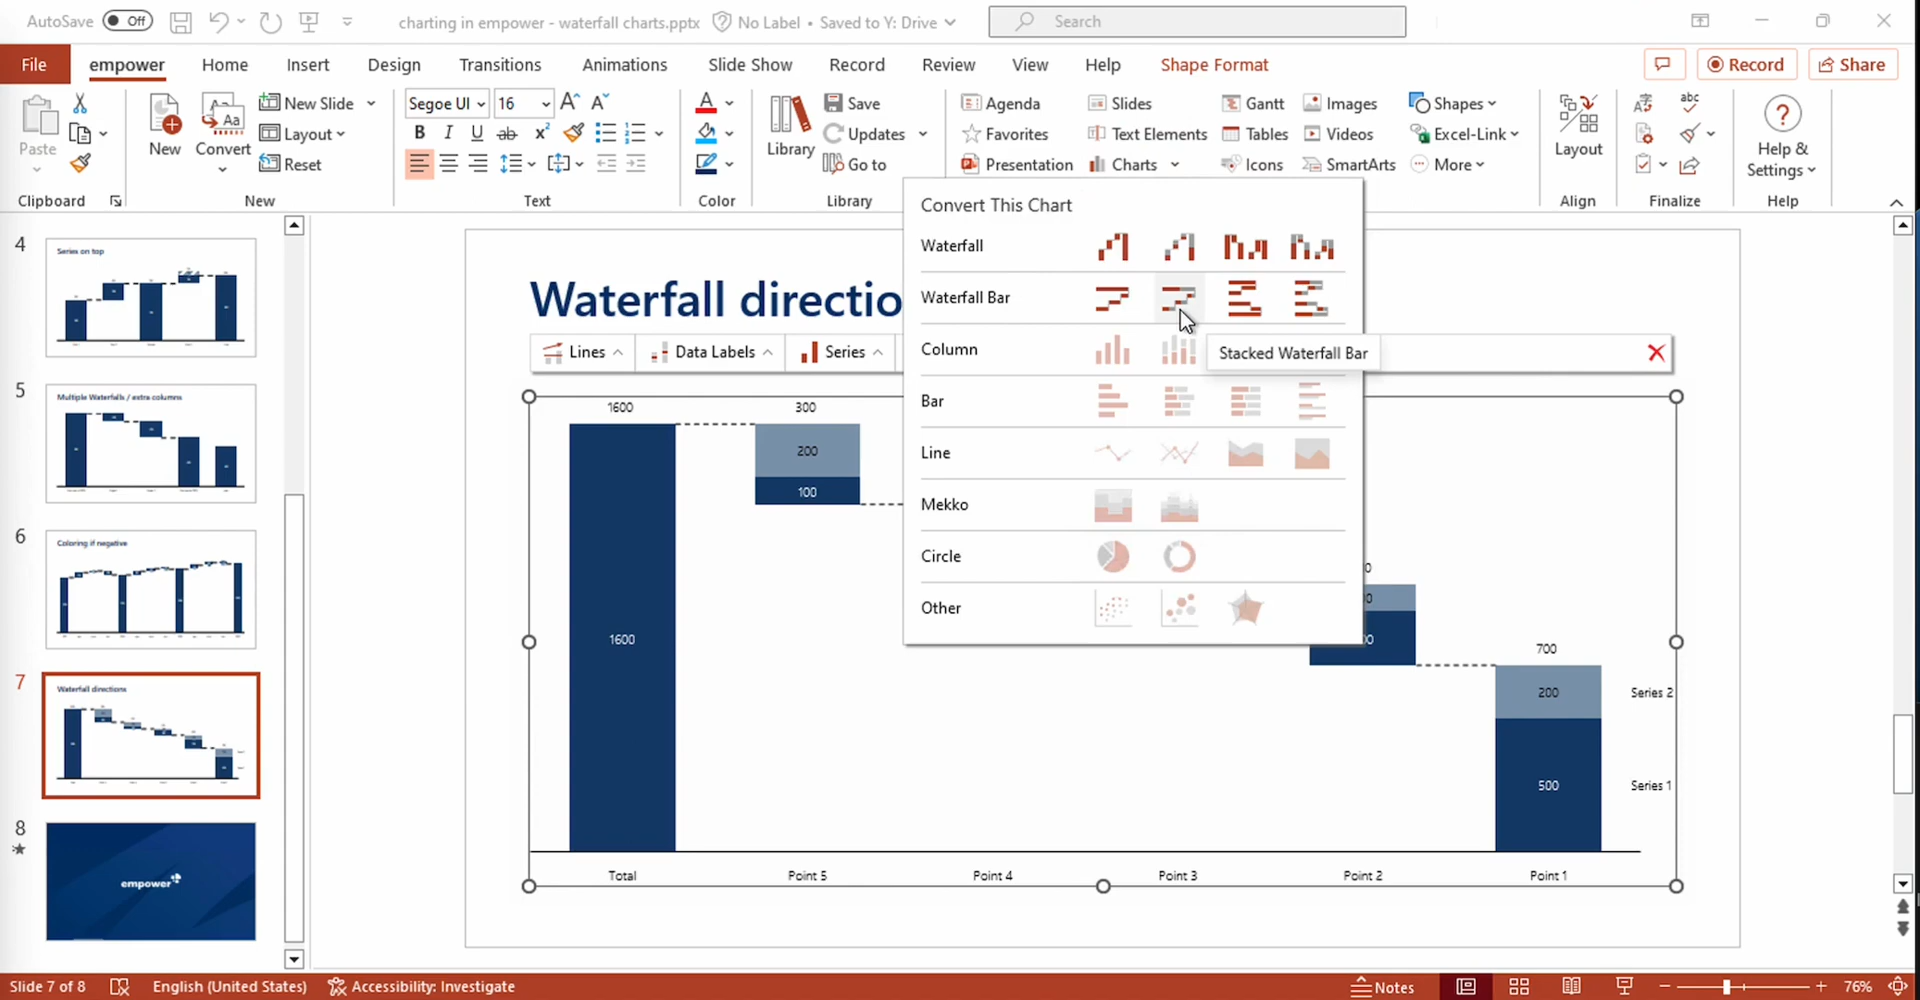 AutoSave Off charting in empower - waterfall charts.pptx No Label • Saved to Y: Drive Search
File empower Home Insert Design Transitions Animations Slide Show Record Review View Help Shape Format Record Share
Paste
Clipboard
New
Convert
New Slide
Layout
Reset
New
Segoe UI 16
B I U ab x²
Text
Color
Library
Save
Updates
Go to
Library
Agenda
Favorites
Presentation
Slides
Text Elements
Charts
Gantt
Tables
Icons
Images
Videos
SmartArts
Shapes
Excel-Link
More
Layout
Align
abc
Finalize
Help &
Settings
Help
4
Series on top
5
Multiple Waterfalls / extra columns
6
Coloring if negative
7
Waterfall directions
8
empower
Waterfall directio
Lines Data Labels Series
Convert This Chart
Waterfall
Waterfall Bar
Column
Stacked Waterfall Bar
Bar
Line
Mekko
Circle
Other
1600 300
200
100
1600
0
0
00
700
200 Series 2
500 Series 1
Total Point 5 Point 4 Point 3 Point 2 Point 1
Slide 7 of 8 English (United States) Accessibility: Investigate Notes 76%